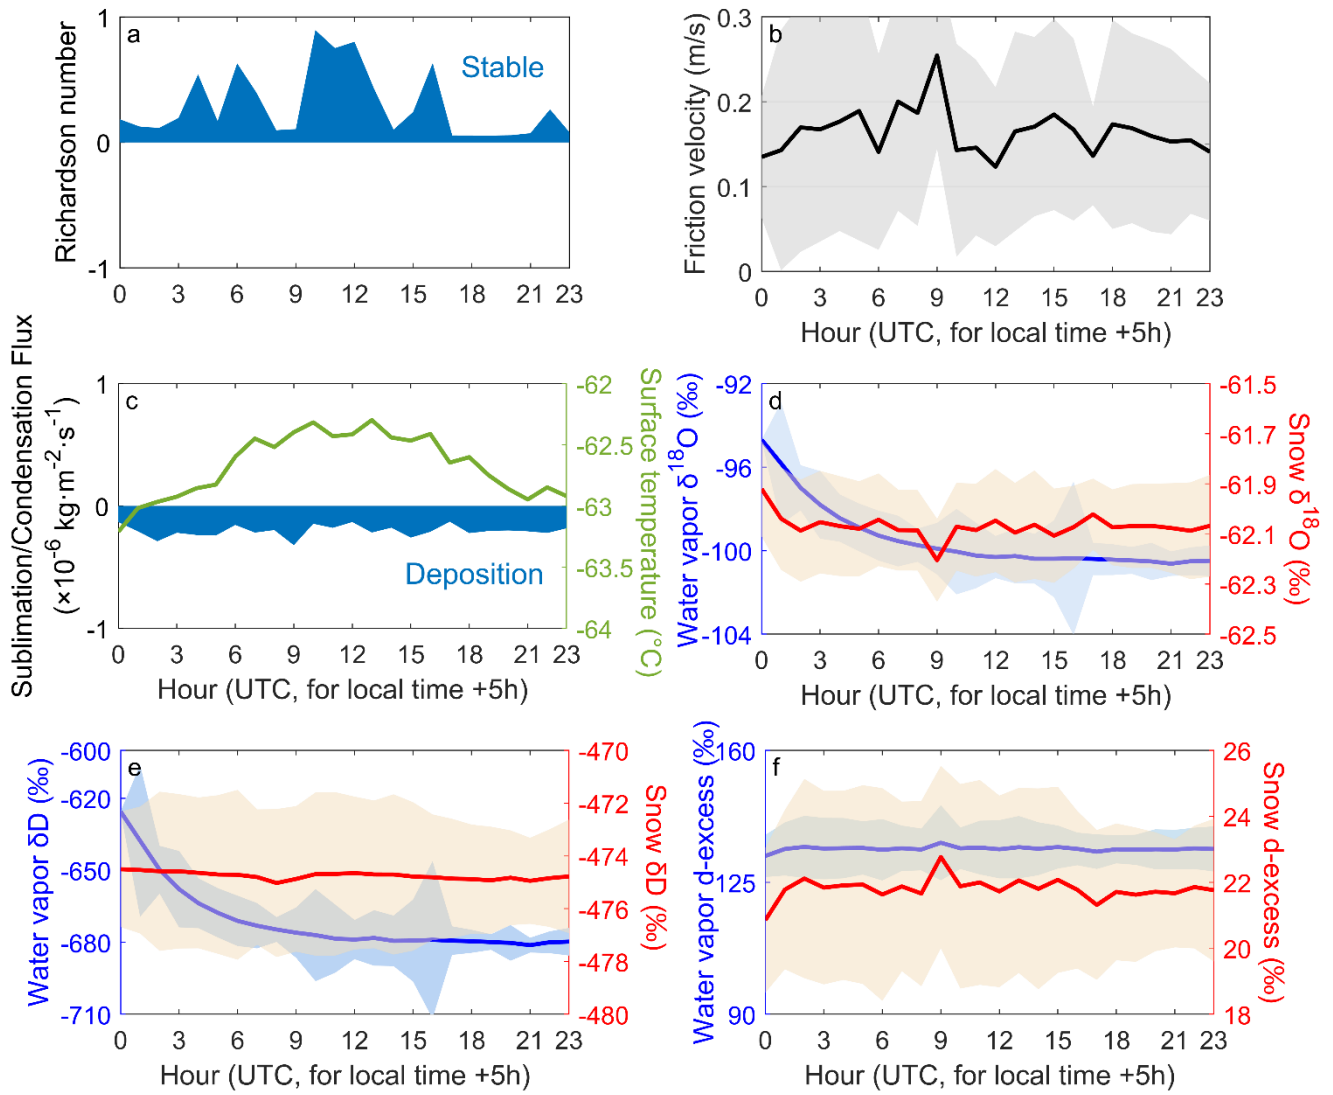 a
Stable
Richardson number
1
0
-1
0 3 6 9 12 15 18 21 23
b
Friction velocity (m/s)
0.3
0.2
0.1
0
0 3 6 9 12 15 18 21 23
Hour (UTC, for local time +5h)
c
Sublimation/Condensation Flux
(×10⁻⁶ kg·m⁻²·s⁻¹)
1
0
-1
Deposition
-62
-62.5
-63
-63.5
-64
Surface temperature (°C)
0 3 6 9 12 15 18 21 23
Hour (UTC, for local time +5h)
d
Water vapor δ¹⁸O (‰)
-92
-96
-100
-104
-61.5
-61.7
-61.9
-62.1
-62.3
-62.5
Snow δ¹⁸O (‰)
0 3 6 9 12 15 18 21 23
Hour (UTC, for local time +5h)
e
Water vapor δD (‰)
-600
-620
-650
-680
-710
-470
-472
-474
-476
-478
-480
Snow δD (‰)
0 3 6 9 12 15 18 21 23
Hour (UTC, for local time +5h)
f
Water vapor d-excess (‰)
160
125
90
26
24
22
20
18
Snow d-excess (‰)
0 3 6 9 12 15 18 21 23
Hour (UTC, for local time +5h)